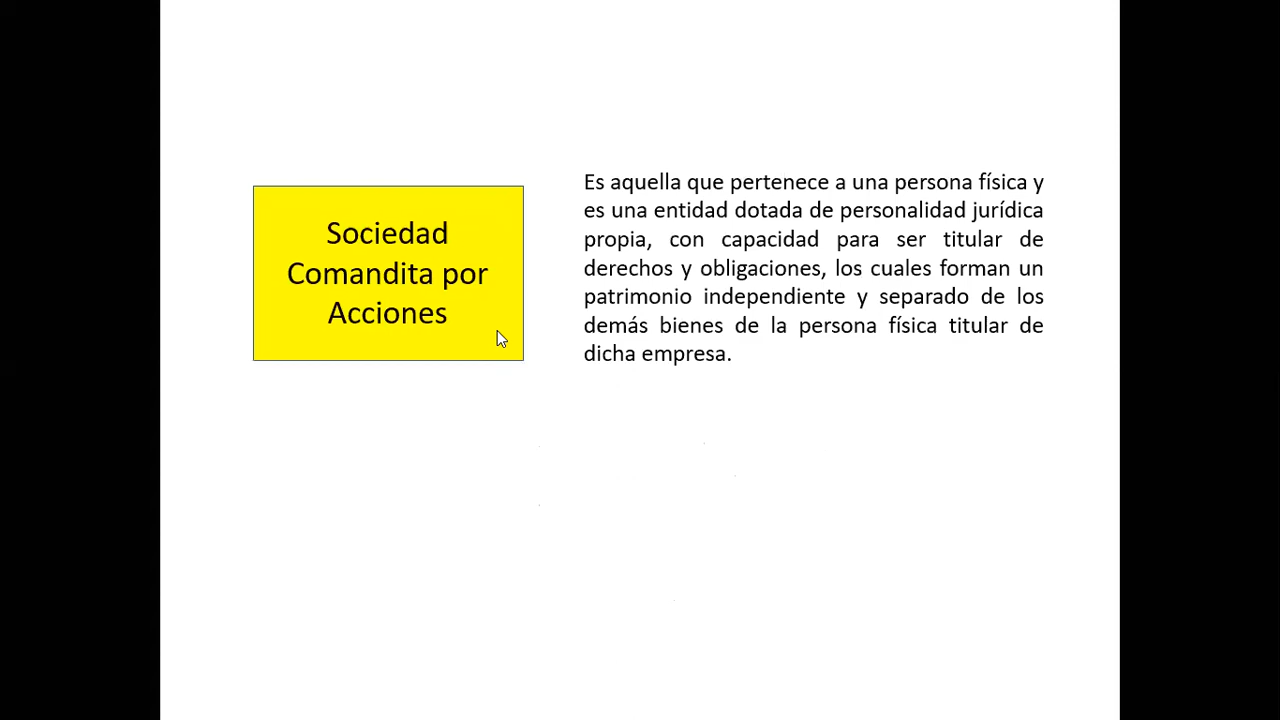 Sociedad
Comandita por
Acciones
Es aquella que pertenece a una persona física y
es una entidad dotada de personalidad jurídica
propia, con capacidad para ser titular de
derechos y obligaciones, los cuales forman un
patrimonio independiente y separado de los
demás bienes de la persona física titular de
dicha empresa.